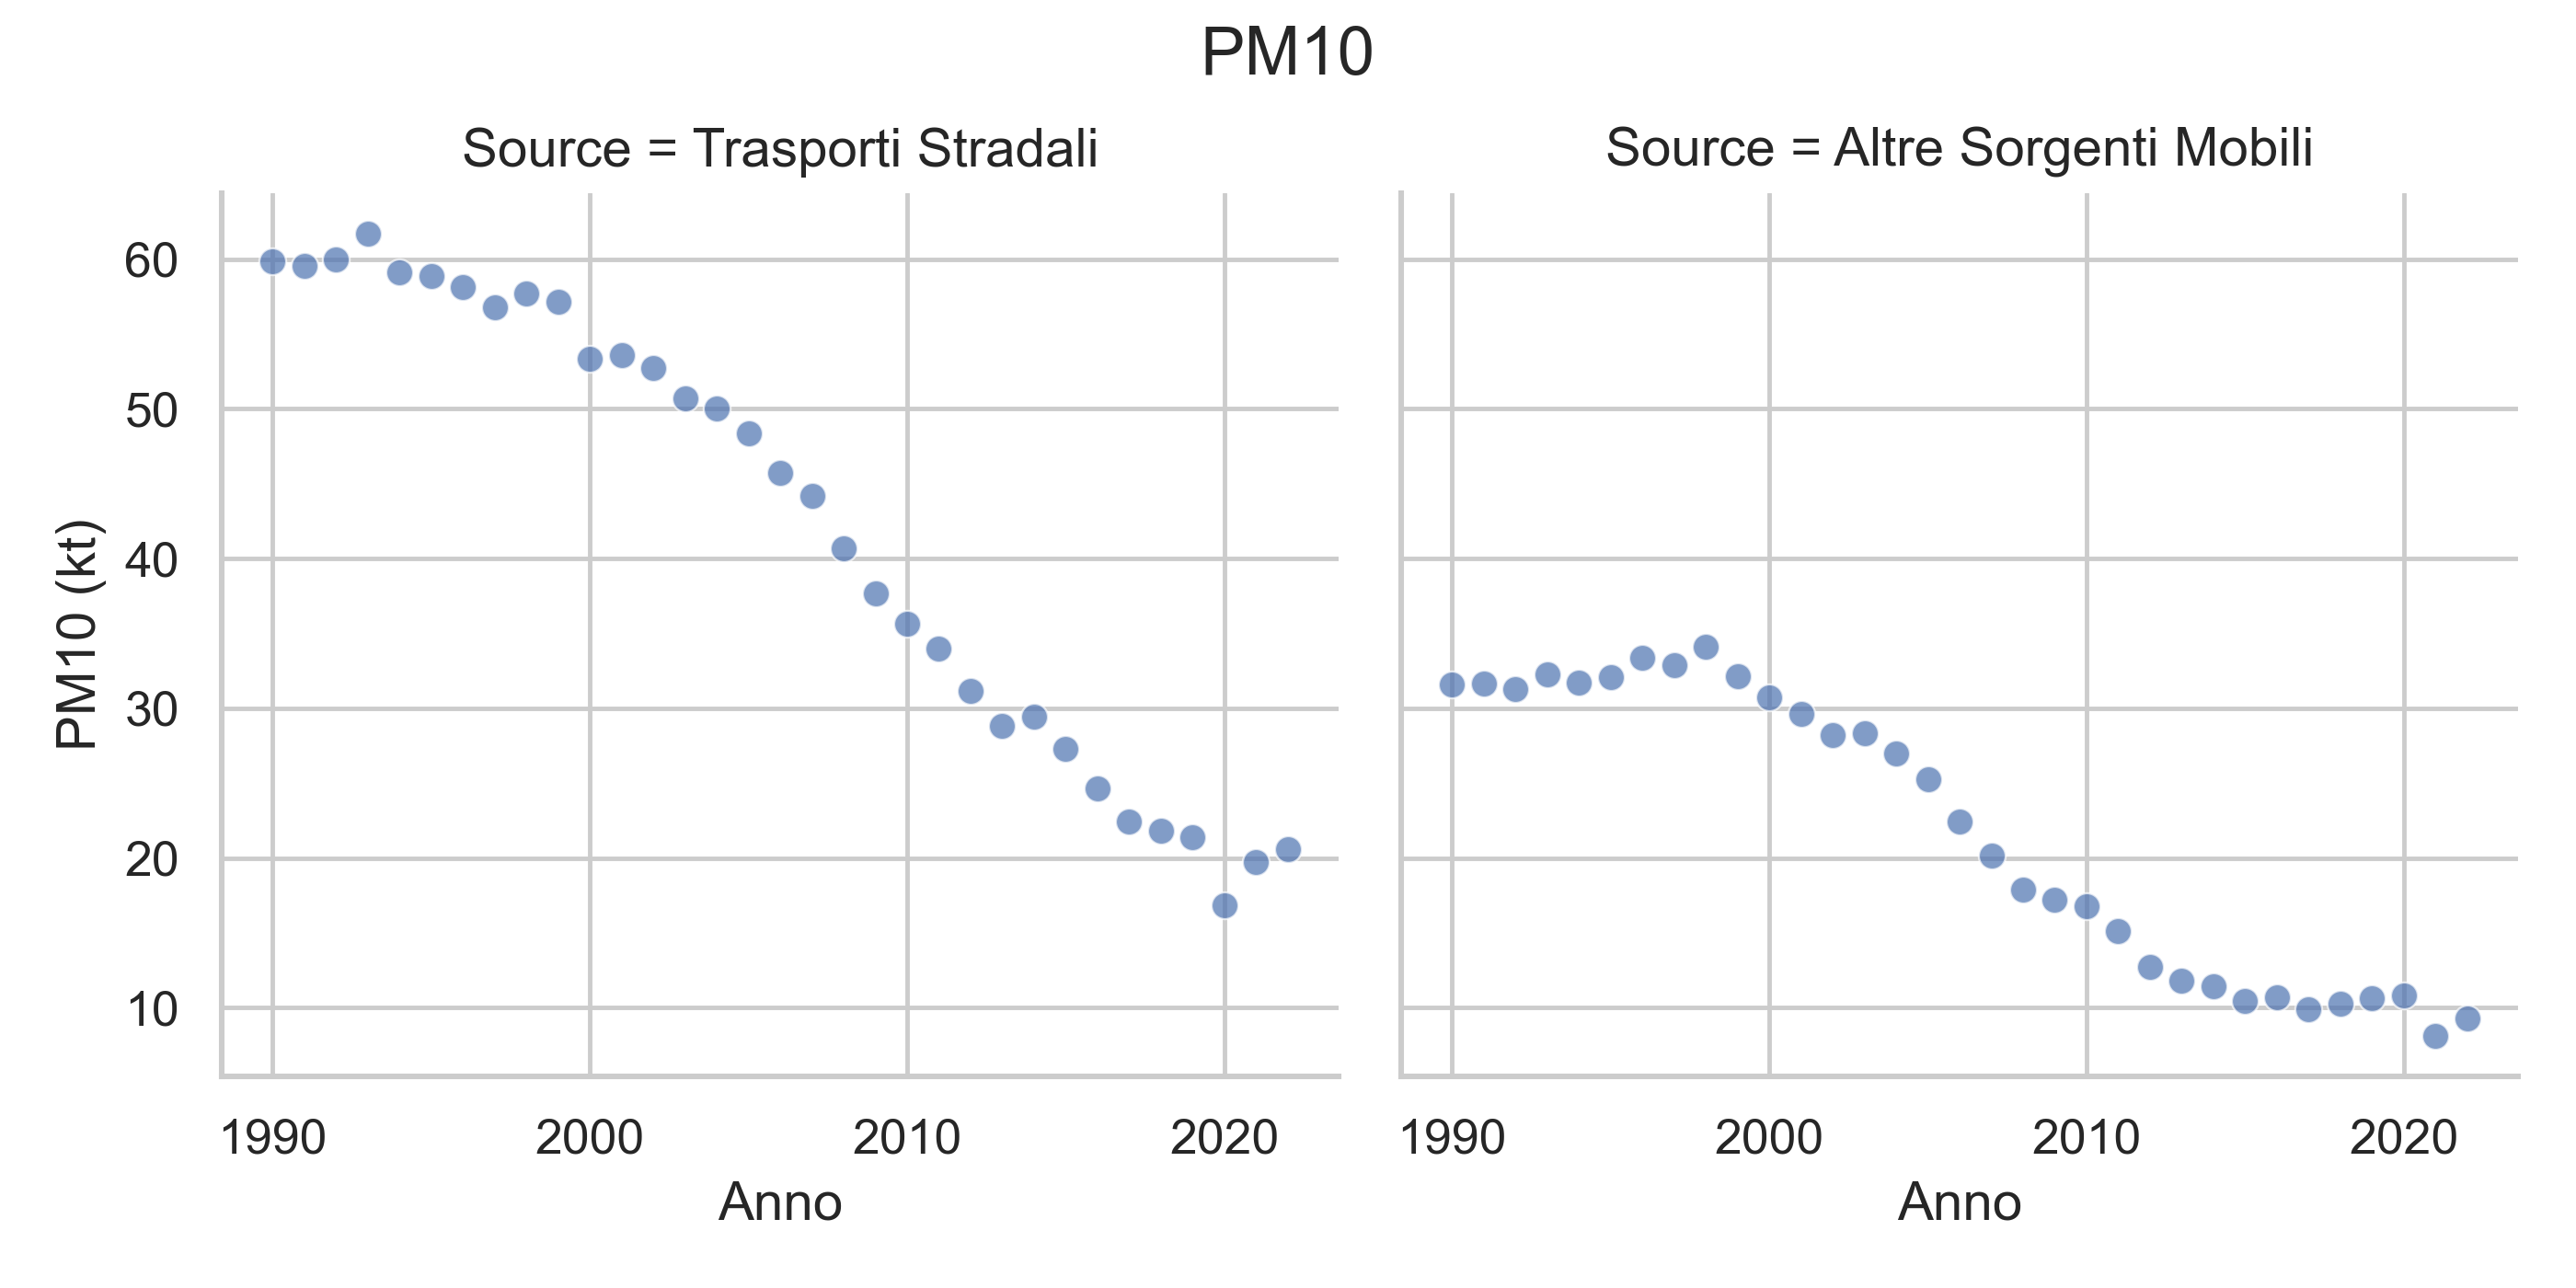 PM10
Source = Trasporti Stradali
Source = Altre Sorgenti Mobili
PM10 (kt)
60
50
40
30
20
10
1990 2000 2010 2020
1990 2000 2010 2020
Anno
Anno